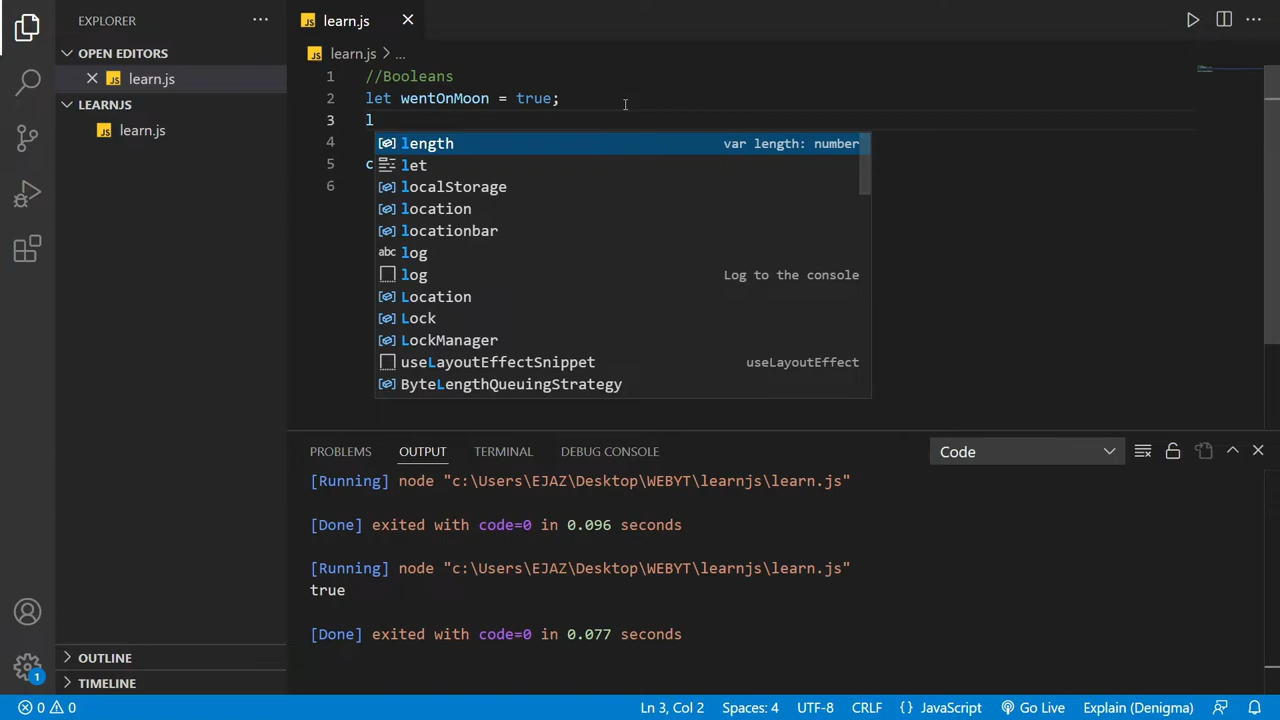 EXPLORER
OPEN EDITORS
learn.js
LEARNJS
learn.js
OUTLINE
TIMELINE
learn.js
learn.js > ...
1 //Booleans
2 let wentOnMoon = true;
3 l
4
5 c
6
length var length: number
let
localStorage
location
locationbar
abc log
log Log to the console
Location
Lock
LockManager
useLayoutEffectSnippet useLayoutEffect
ByteLengthQueuingStrategy
PROBLEMS OUTPUT TERMINAL DEBUG CONSOLE Code
[Running] node "c:\Users\EJAZ\Desktop\WEBYT\learnjs\learn.js"
[Done] exited with code=0 in 0.096 seconds
[Running] node "c:\Users\EJAZ\Desktop\WEBYT\learnjs\learn.js"
true
[Done] exited with code=0 in 0.077 seconds
1
0 0 Ln 3, Col 2 Spaces: 4 UTF-8 CRLF {} JavaScript Go Live Explain (Denigma)